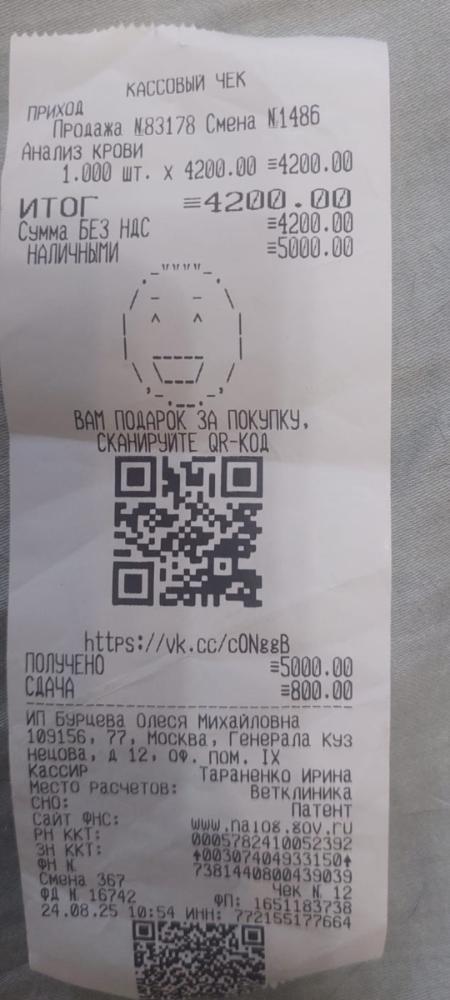 КАССОВЫЙ ЧЕК
ПРИХОД
Продажа №83178 Смена №1486
Анализ КРОВИ
1.000 шт. x 4200.00 ≡4200.00
ИТОГ ≡4200.00
Сумма БЕЗ НДС ≡4200.00
НАЛИЧНЫМИ ≡5000.00
ВАМ ПОДАРОК ЗА ПОКУПКУ,
СКАНИРУЙТЕ QR-КОД
https://vk.cc/cONggB
ПОЛУЧЕНО ≡5000.00
СДАЧА ≡800.00
ИП Бурцева Олеся Михайловна
109156, 77, Москва, Генерала Куз
нецова, д 12, оф. пом. IX
Кассир Тараненко Ирина
Место расчетов: Ветклиника
СНО: Патент
Сайт ФНС: www.nalog.gov.ru
РН ККТ: 0005782410052392
ЗН ККТ: ↑00307404933150↑
ФН № 7381440800439039
Смена 367 Чек № 12
ФД № 16742 ФП: 1651183738
24.08.25 10:54 ИНН: 772155177664